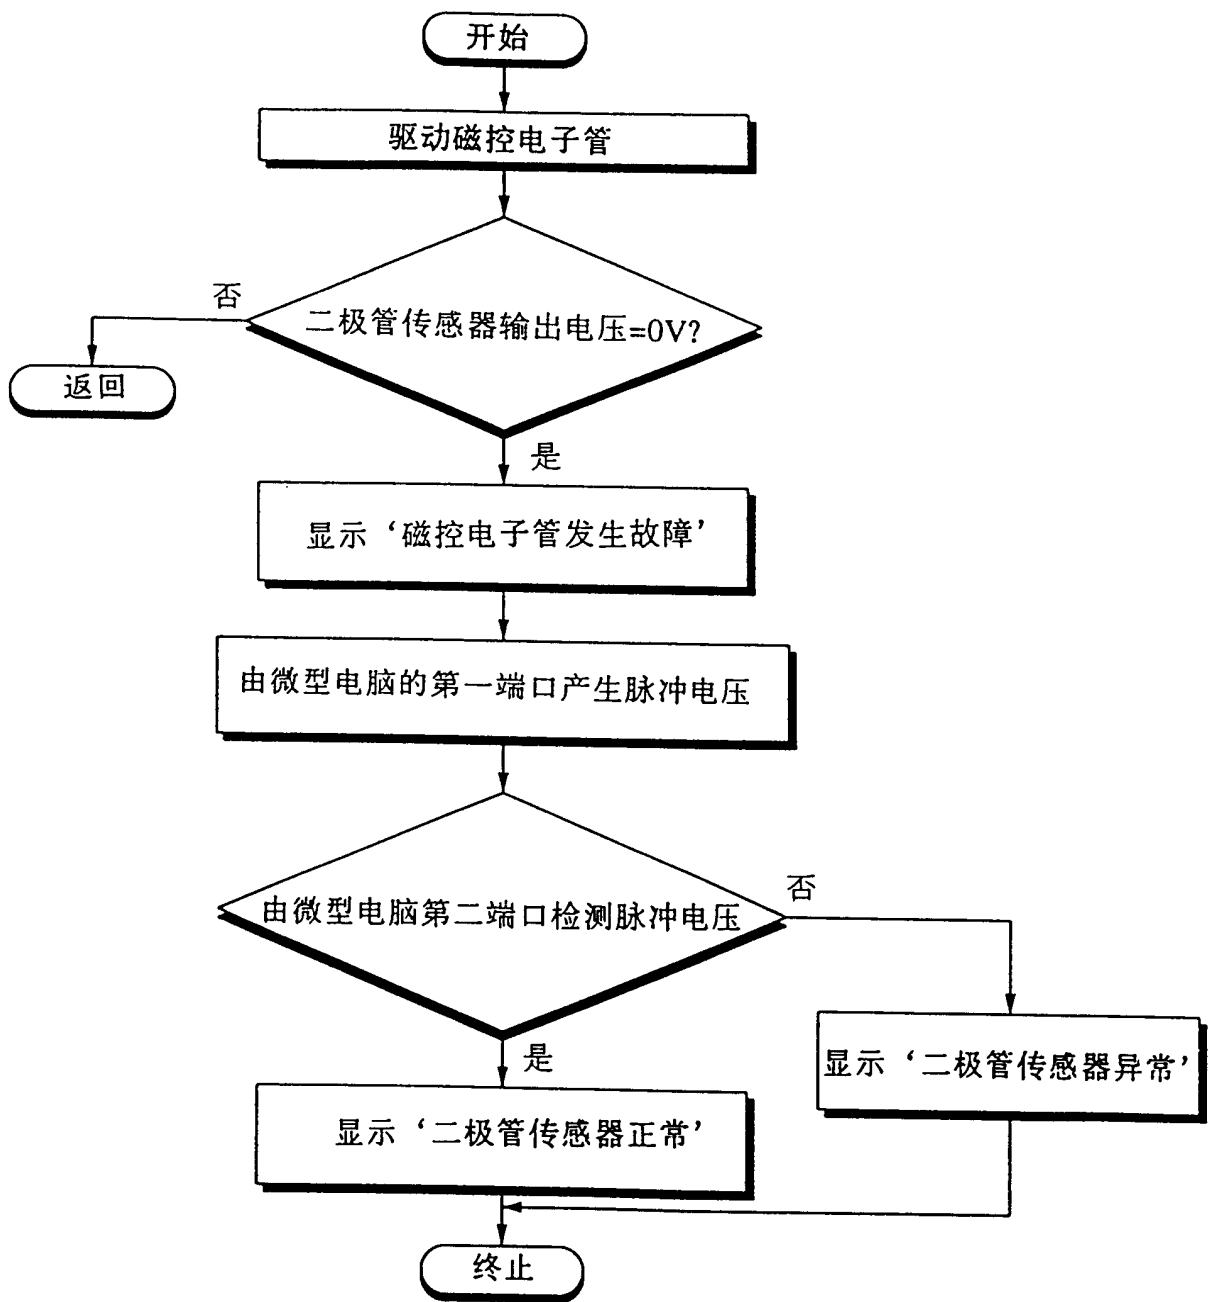 开始
驱动磁控电子管
否
二极管传感器输出电压=0V?
返回
是
显示‘磁控电子管发生故障’
由微型电脑的第一端口产生脉冲电压
否
由微型电脑第二端口检测脉冲电压
是
显示‘二极管传感器异常’
显示‘二极管传感器正常’
终止